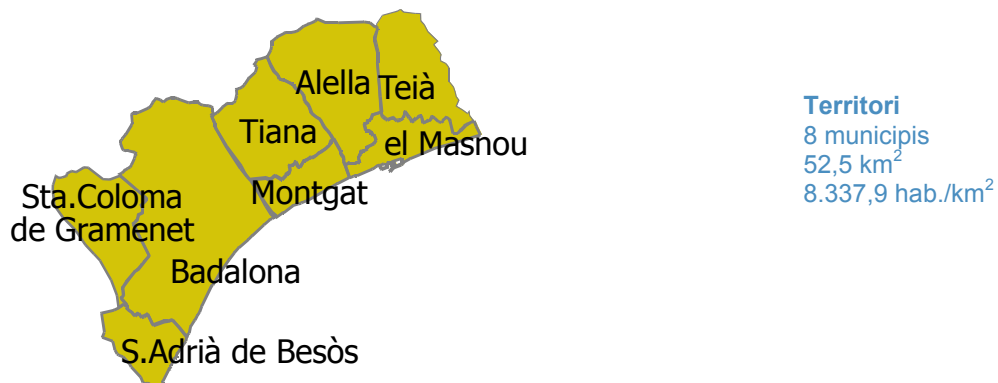 Alella
Teià
Tiana
el Masnou
Montgat
Sta.Coloma
de Gramenet
Badalona
S.Adrià de Besòs
Territori
8 municipis
52,5 km²
8.337,9 hab./km²